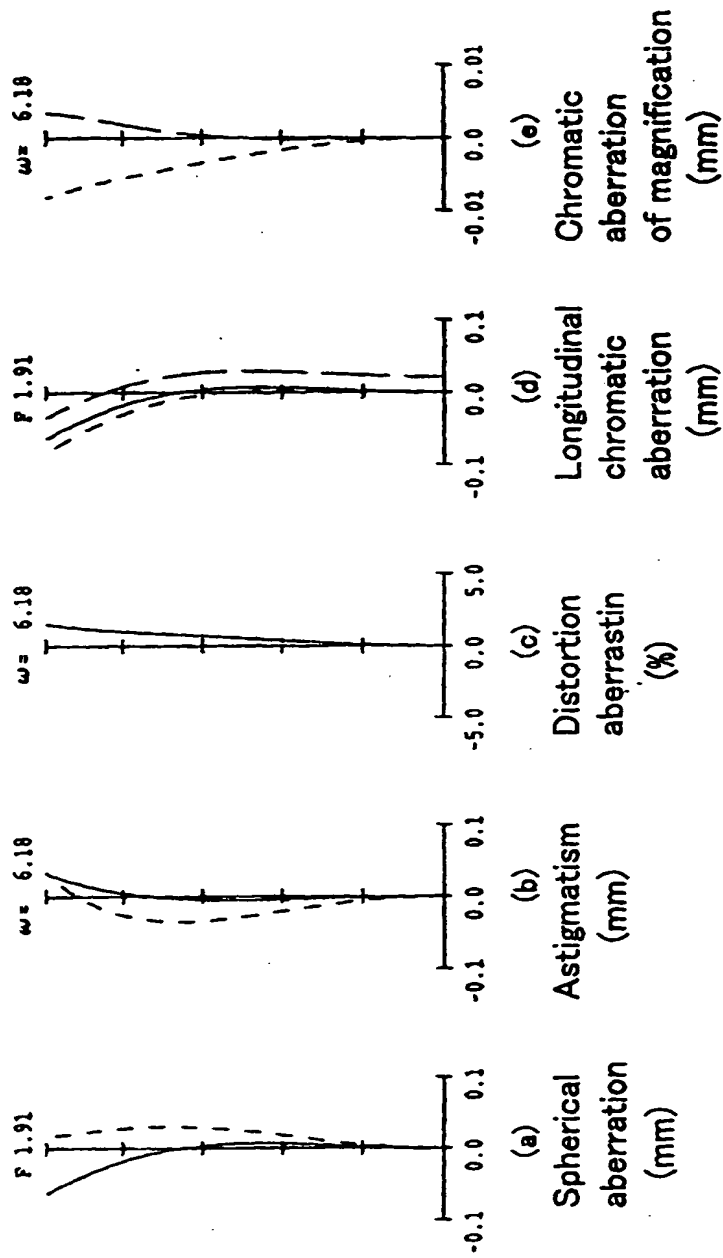 F 1.91
-0.1 0.0 0.1
(a)
Spherical
aberration
(mm)
ω= 6.18
-0.1 0.0 0.1
(b)
Astigmatism
(mm)
ω= 6.18
-5.0 0.0 5.0
(c)
Distortion
aberrastin
(%)
F 1.91
-0.1 0.0 0.1
(d)
Longitudinal
chromatic
aberration
(mm)
ω= 6.18
-0.01 0.0 0.01
(e)
Chromatic
aberration
of magnification
(mm)